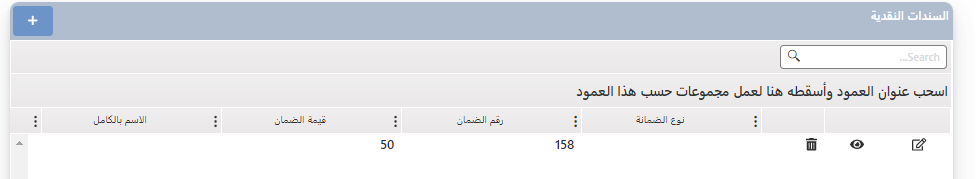 السندات النقدية
+
Search...
اسحب عنوان العمود وأسقطه هنا لعمل مجموعات حسب هذا العمود
نوع الضمانة رقم الضمان قيمة الضمان الاسم بالكامل
158 50